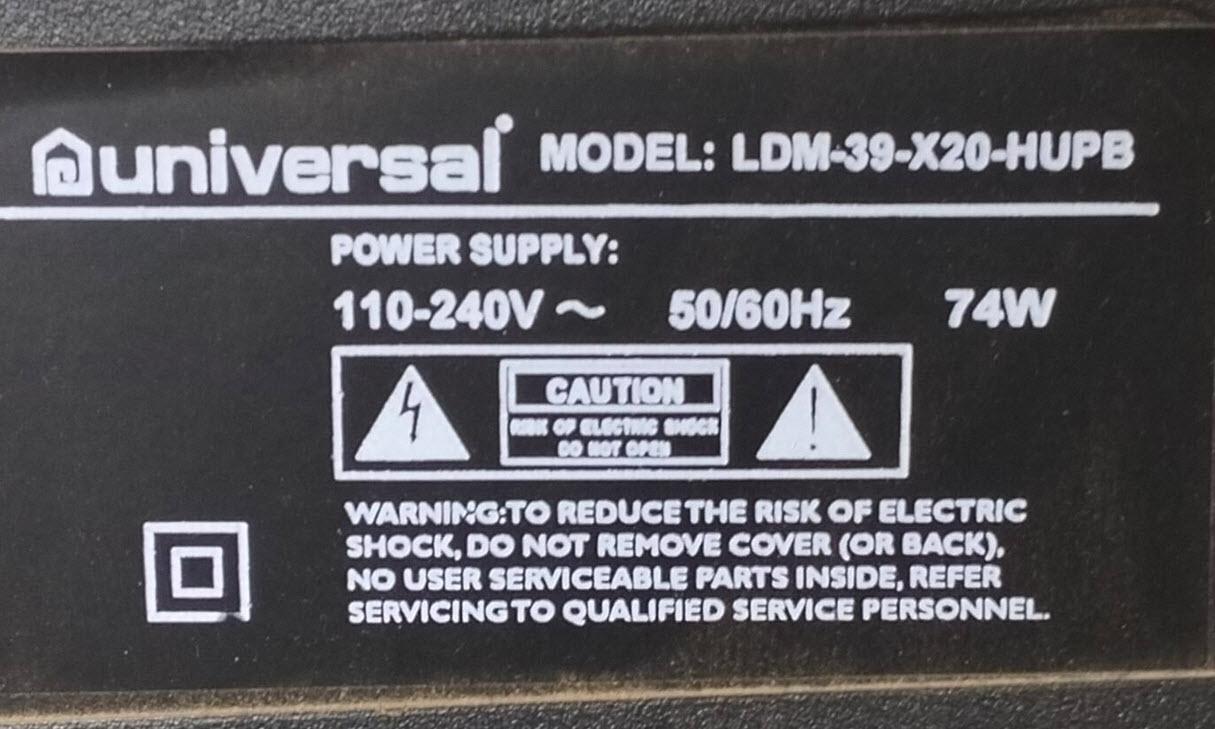 universal MODEL: LDM-39-X20-HUPB
POWER SUPPLY:
110-240V ~ 50/60Hz 74W
CAUTION
RISK OF ELECTRIC SHOCK
DO NOT OPEN
WARNING:TO REDUCE THE RISK OF ELECTRIC
SHOCK, DO NOT REMOVE COVER (OR BACK).
NO USER SERVICEABLE PARTS INSIDE, REFER
SERVICING TO QUALIFIED SERVICE PERSONNEL.